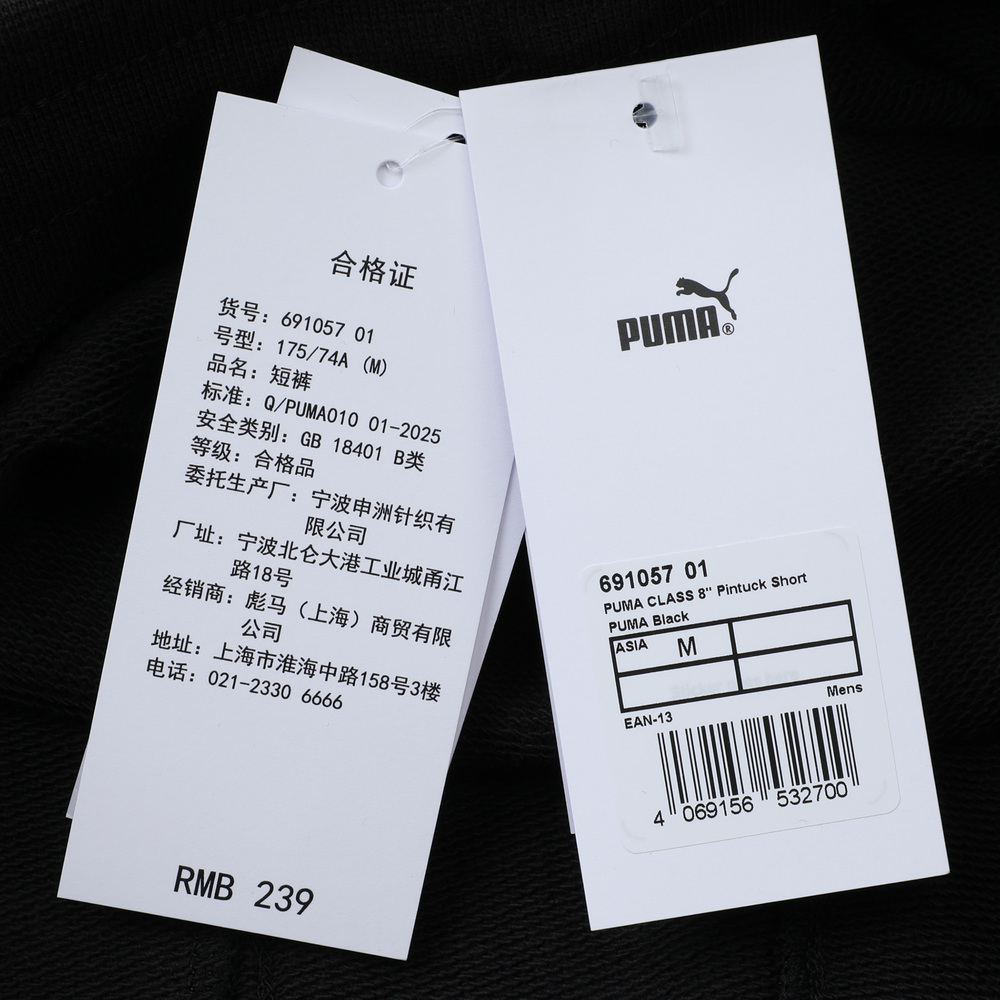 合格证
货号：691057 01
号型：175/74A (M)
品名：短裤
标准：Q/PUMA010 01-2025
安全类别：GB 18401 B类
等级：合格品
委托生产厂：宁波申洲针织有
限公司
厂址：宁波北仑大港工业城甬江
路18号
经销商：彪马（上海）商贸有限
公司
地址：上海市淮海中路158号3楼
电话：021-2330 6666
RMB 239
PUMA®
691057 01
PUMA CLASS 8" Pintuck Short
PUMA Black
ASIA M
Mens
EAN-13
4 069156 532700